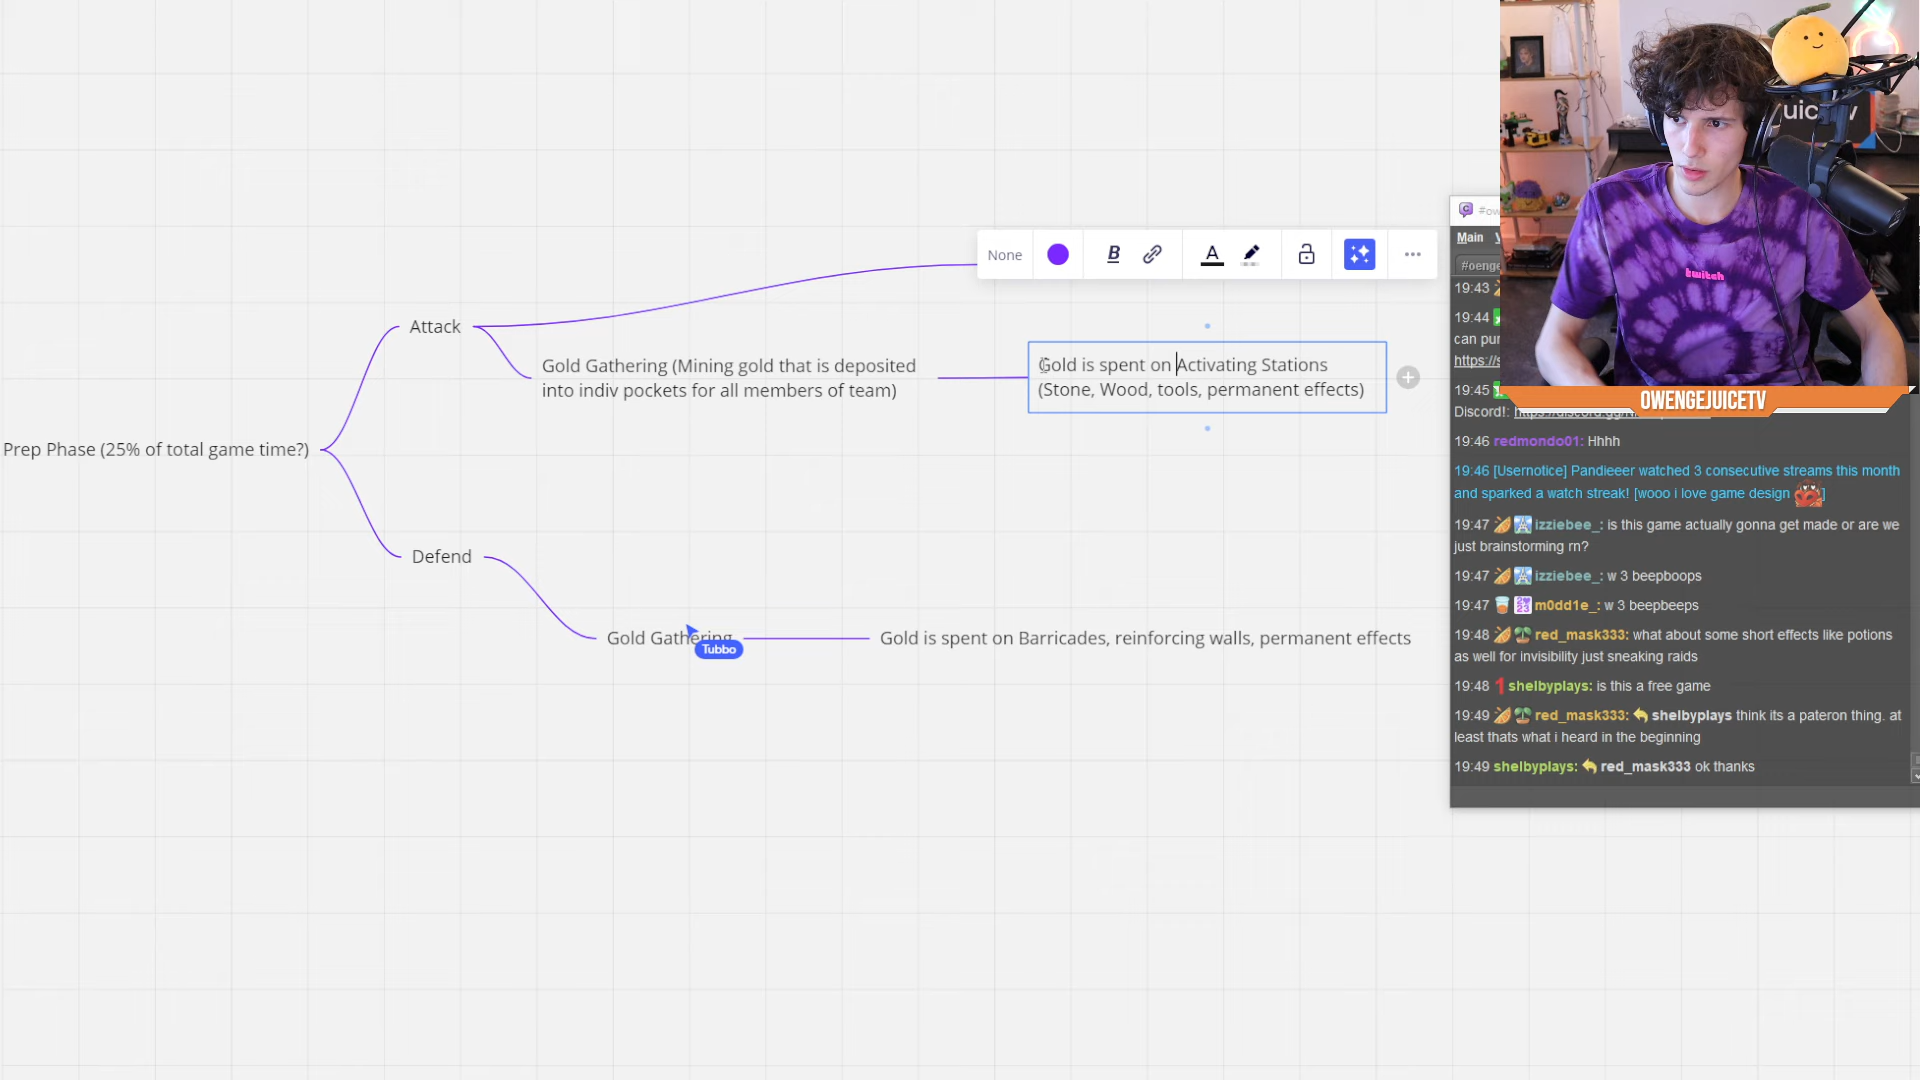 None
B
A
Attack
Gold Gathering (Mining gold that is deposited
into indiv pockets for all members of team)
Gold is spent on Activating Stations
(Stone, Wood, tools, permanent effects)
Prep Phase (25% of total game time?)
Defend
Gold Gathering
Tubbo
Gold is spent on Barricades, reinforcing walls, permanent effects
twitch
OWENGEJUICETV
Main
#oenge
19:43
19:44
can pur
https://s
19:45
Discord!:
19:46 redmondo01: Hhhh
19:46 [Usernotice] Pandieeer watched 3 consecutive streams this month
and sparked a watch streak! [wooo i love game design ]
19:47 izziebee_: is this game actually gonna get made or are we
just brainstorming rn?
19:47 izziebee_: w 3 beepboops
19:47 m0dd1e_: w 3 beepbeeps
19:48 red_mask333: what about some short effects like potions
as well for invisibility just sneaking raids
19:48 shelbyplays: is this a free game
19:49 red_mask333: shelbyplays think its a pateron thing. at
least thats what i heard in the beginning
19:49 shelbyplays: red_mask333 ok thanks